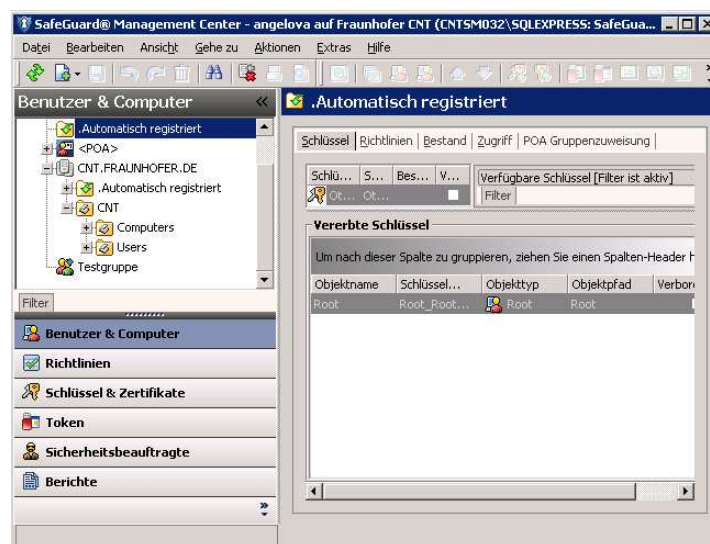 SafeGuard® Management Center - angelova auf Fraunhofer CNT (CNTSM032\SQLEXPRESS: SafeGua...
Datei Bearbeiten Ansicht Gehe zu Aktionen Extras Hilfe
Benutzer & Computer
.Automatisch registriert
<POA>
CNT.FRAUNHOFER.DE
.Automatisch registriert
CNT
Computers
Users
Testgruppe
Filter
Benutzer & Computer
Richtlinien
Schlüssel & Zertifikate
Token
Sicherheitsbeauftragte
Berichte
.Automatisch registriert
Schlüssel Richtlinien Bestand Zugriff POA Gruppenzuweisung
Schlü... S... Bes... V...
Ot... Ot...
Verfügbare Schlüssel [Filter ist aktiv]
Filter
Vererbte Schlüssel
Um nach dieser Spalte zu gruppieren, ziehen Sie einen Spalten-Header h
Objektname Schlüssel... Objekttyp Objektpfad Verbor
Root Root_Root... Root Root